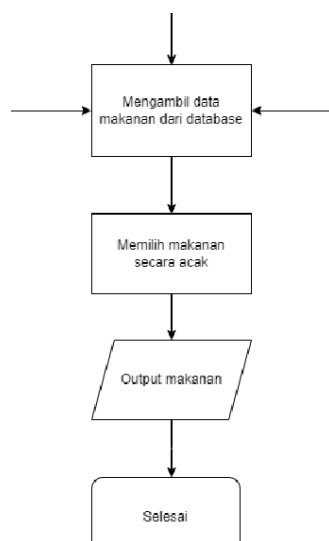 Mengambil data
makanan dari database
Memilih makanan
secara acak
Output makanan
Selesai